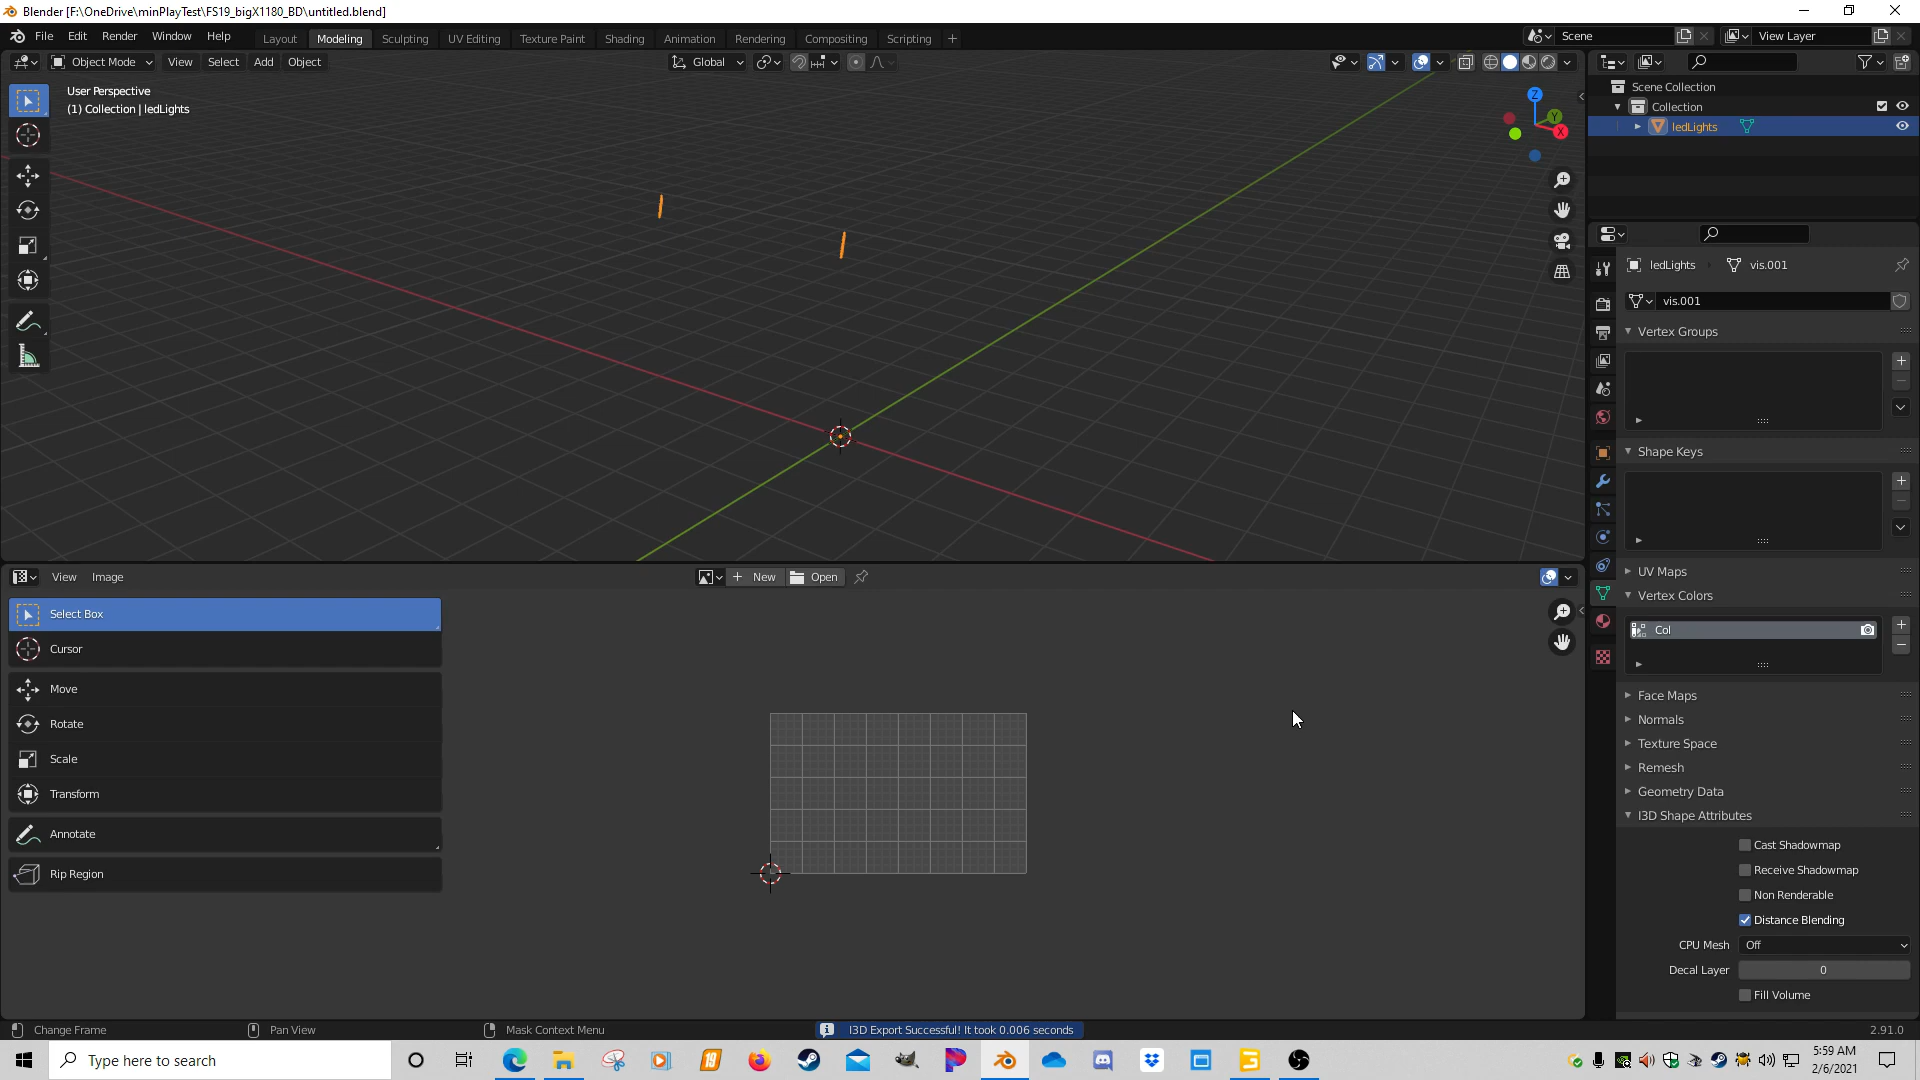 Blender [F:\OneDrive\minPlayTest\FS19_bigX1180_BD\untitled.blend]
File Edit Render Window Help Layout Modeling Sculpting UV Editing Texture Paint Shading Animation Rendering Compositing Scripting + Scene View Layer
Object Mode View Select Add Object Global
User Perspective
(1) Collection | ledLights
Z
Y
X
Scene Collection
Collection
ledLights
ledLights vis.001
vis.001
Vertex Groups
Shape Keys
UV Maps
Vertex Colors
Col
Face Maps
Normals
Texture Space
Remesh
Geometry Data
I3D Shape Attributes
Cast Shadowmap
Receive Shadowmap
Non Renderable
Distance Blending
CPU Mesh Off
Decal Layer 0
Fill Volume
View Image New Open
Select Box
Cursor
Move
Rotate
Scale
Transform
Annotate
Rip Region
Change Frame Pan View Mask Context Menu I3D Export Successful! It took 0.006 seconds 2.91.0
Type here to search
19
5:59 AM
2/6/2021